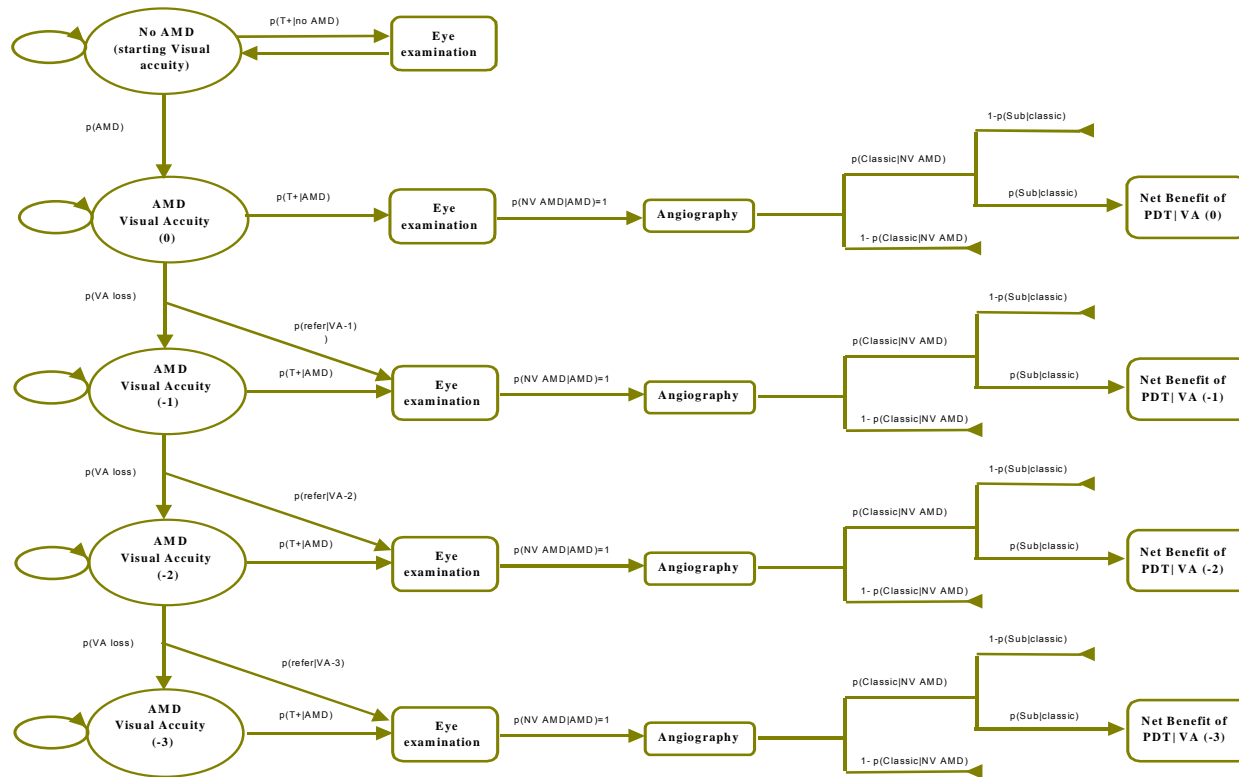 No AMD
(starting Visual
accuity)
p(T+|no AMD)
Eye
examination
p(AMD)
AMD
Visual Accuity
(0)
p(T+|AMD)
Eye
examination
p(NV AMD|AMD)=1
Angiography
p(Classic|NV AMD)
1- p(Classic|NV AMD)
1-p(Sub|classic)
p(Sub|classic)
Net Benefit of
PDT| VA (0)
p(VA loss)
p(refer|VA-1)
)
AMD
Visual Accuity
(-1)
p(T+|AMD)
Eye
examination
p(NV AMD|AMD)=1
Angiography
p(Classic|NV AMD)
1- p(Classic|NV AMD)
1-p(Sub|classic)
p(Sub|classic)
Net Benefit of
PDT| VA (-1)
p(VA loss)
p(refer|VA-2)
AMD
Visual Accuity
(-2)
p(T+|AMD)
Eye
examination
p(NV AMD|AMD)=1
Angiography
p(Classic|NV AMD)
1- p(Classic|NV AMD)
1-p(Sub|classic)
p(Sub|classic)
Net Benefit of
PDT| VA (-2)
p(VA loss)
p(refer|VA-3)
AMD
Visual Accuity
(-3)
p(T+|AMD)
Eye
examination
p(NV AMD|AMD)=1
Angiography
p(Classic|NV AMD)
1- p(Classic|NV AMD)
1-p(Sub|classic)
p(Sub|classic)
Net Benefit of
PDT| VA (-3)